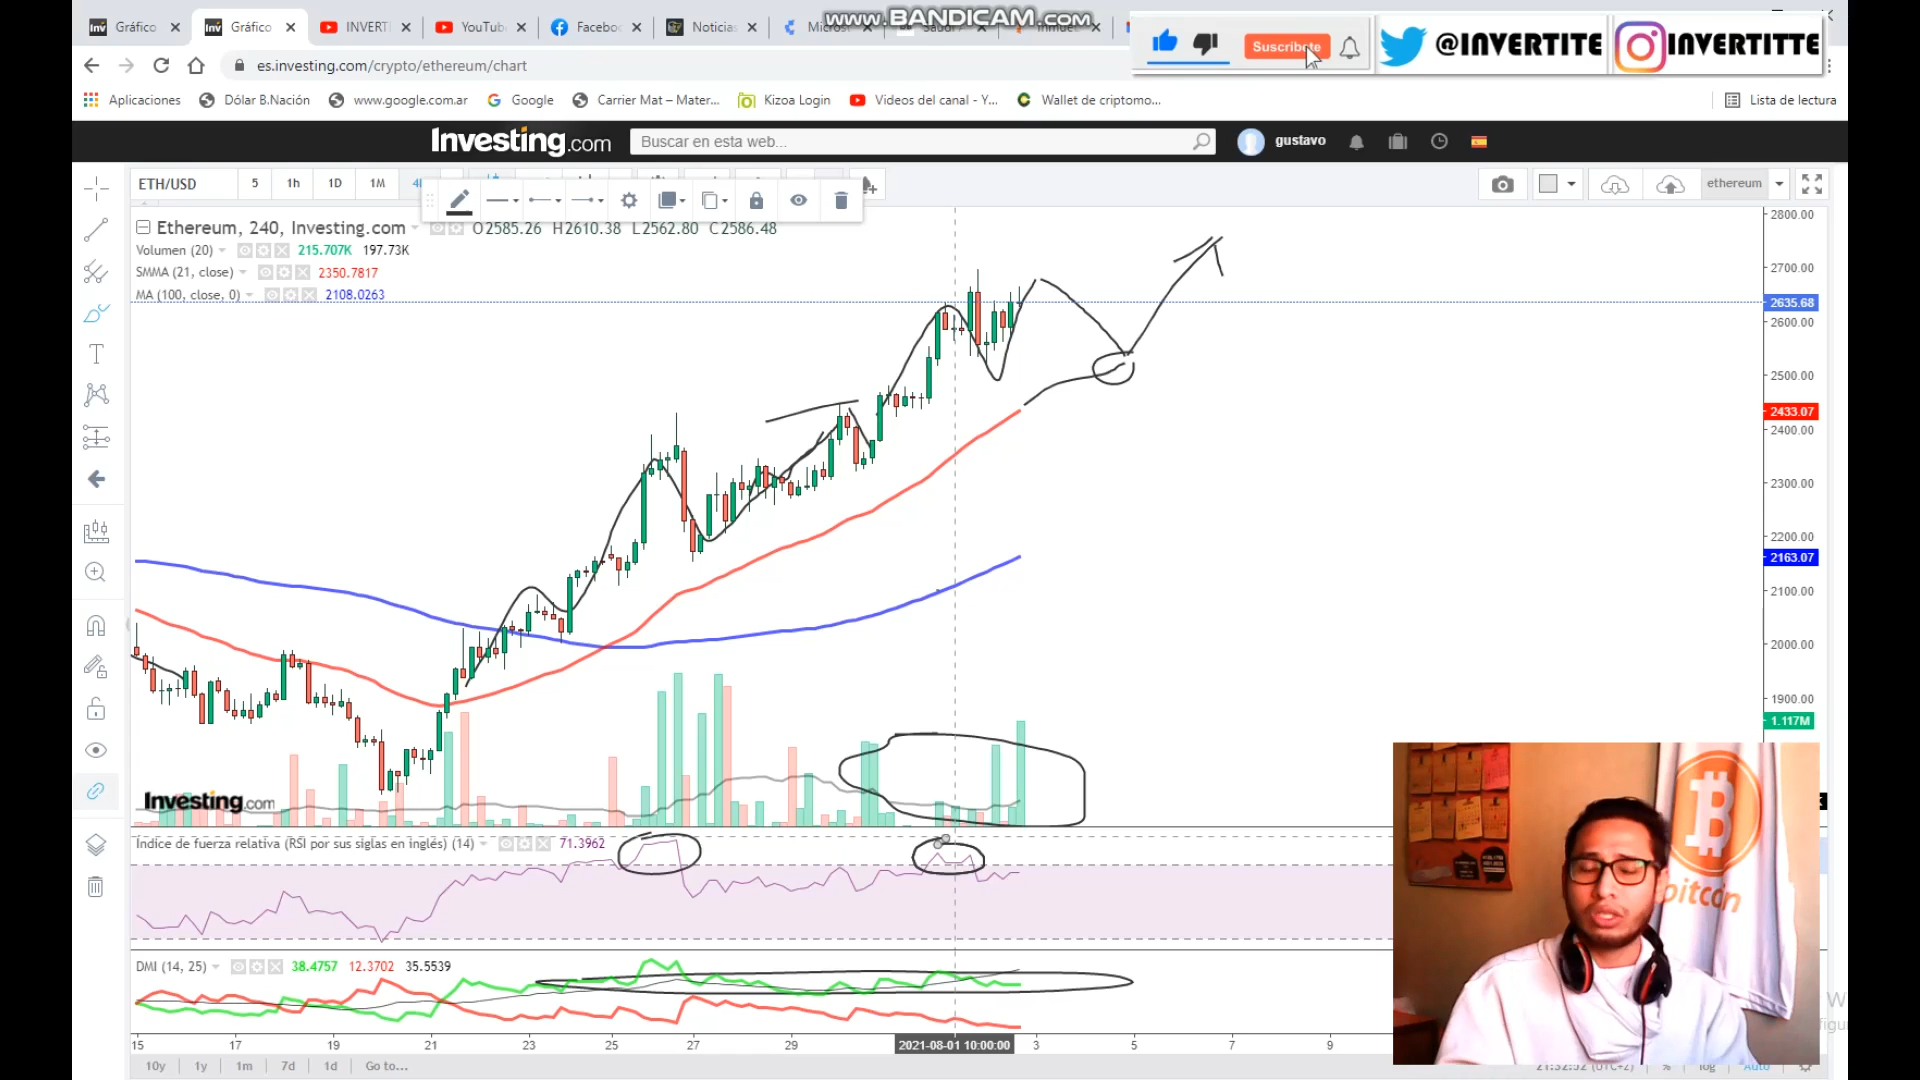 www.BANDICAM.com
Gráfico
Gráfico
INVERTI
YouTub
Facebo
Noticias
Micros
Suscribete
@INVERTITE
INVERTITTE
es.investing.com/crypto/ethereum/chart
Aplicaciones
Dólar B.Nación
www.google.com.ar
Google
Carrier Mat – Mater...
Kizoa Login
Videos del canal - Y...
Wallet de criptomo...
Lista de lectura
Investing.com
Buscar en esta web...
gustavo
ETH/USD
5
1h
1D
1M
ethereum
Ethereum, 240, Investing.com
O2585.26 H2610.38 L2562.80 C2586.48
Volumen (20)
215.707K 197.73K
SMMA (21, close)
2350.7817
MA (100, close, 0)
2108.0263
2800.00
2700.00
2635.68
2600.00
2500.00
2433.07
2400.00
2300.00
2200.00
2163.07
2100.00
2000.00
1900.00
1.117M
Investing.com
Índice de fuerza relativa (RSI por sus siglas en inglés) (14)
71.3962
DMI (14, 25)
38.4757 12.3702 35.5539
bitcoin
15
17
19
21
23
25
27
29
2021-08-01 10:00:00
3
5
7
9
10y
1y
1m
7d
1d
Go to...
%
log
Auto